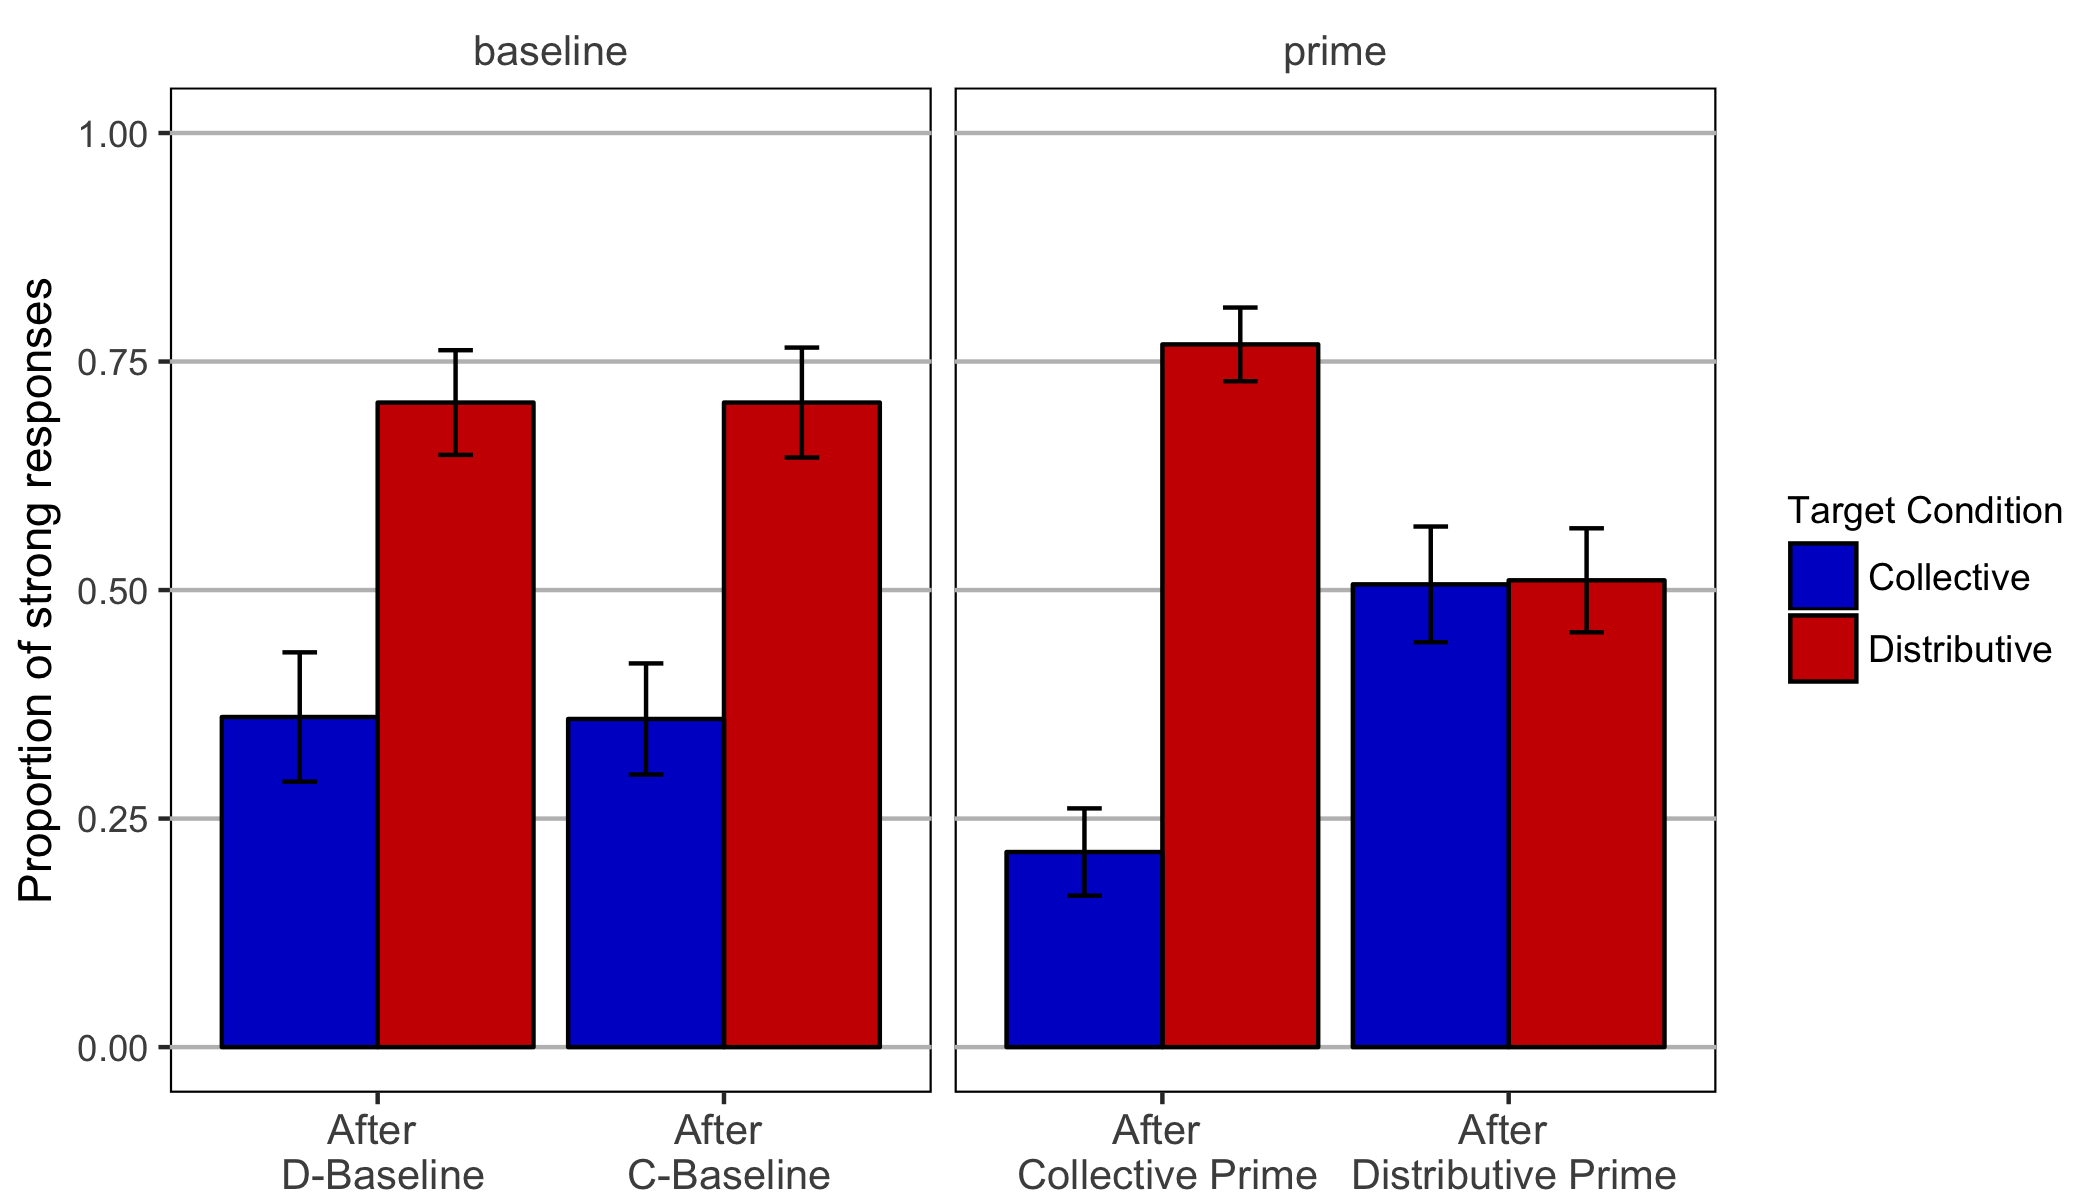 baseline
prime
Proportion of strong responses
1.00
0.75
0.50
0.25
0.00
After
D-Baseline
After
C-Baseline
After
Collective Prime
After
Distributive Prime
Target Condition
Collective
Distributive